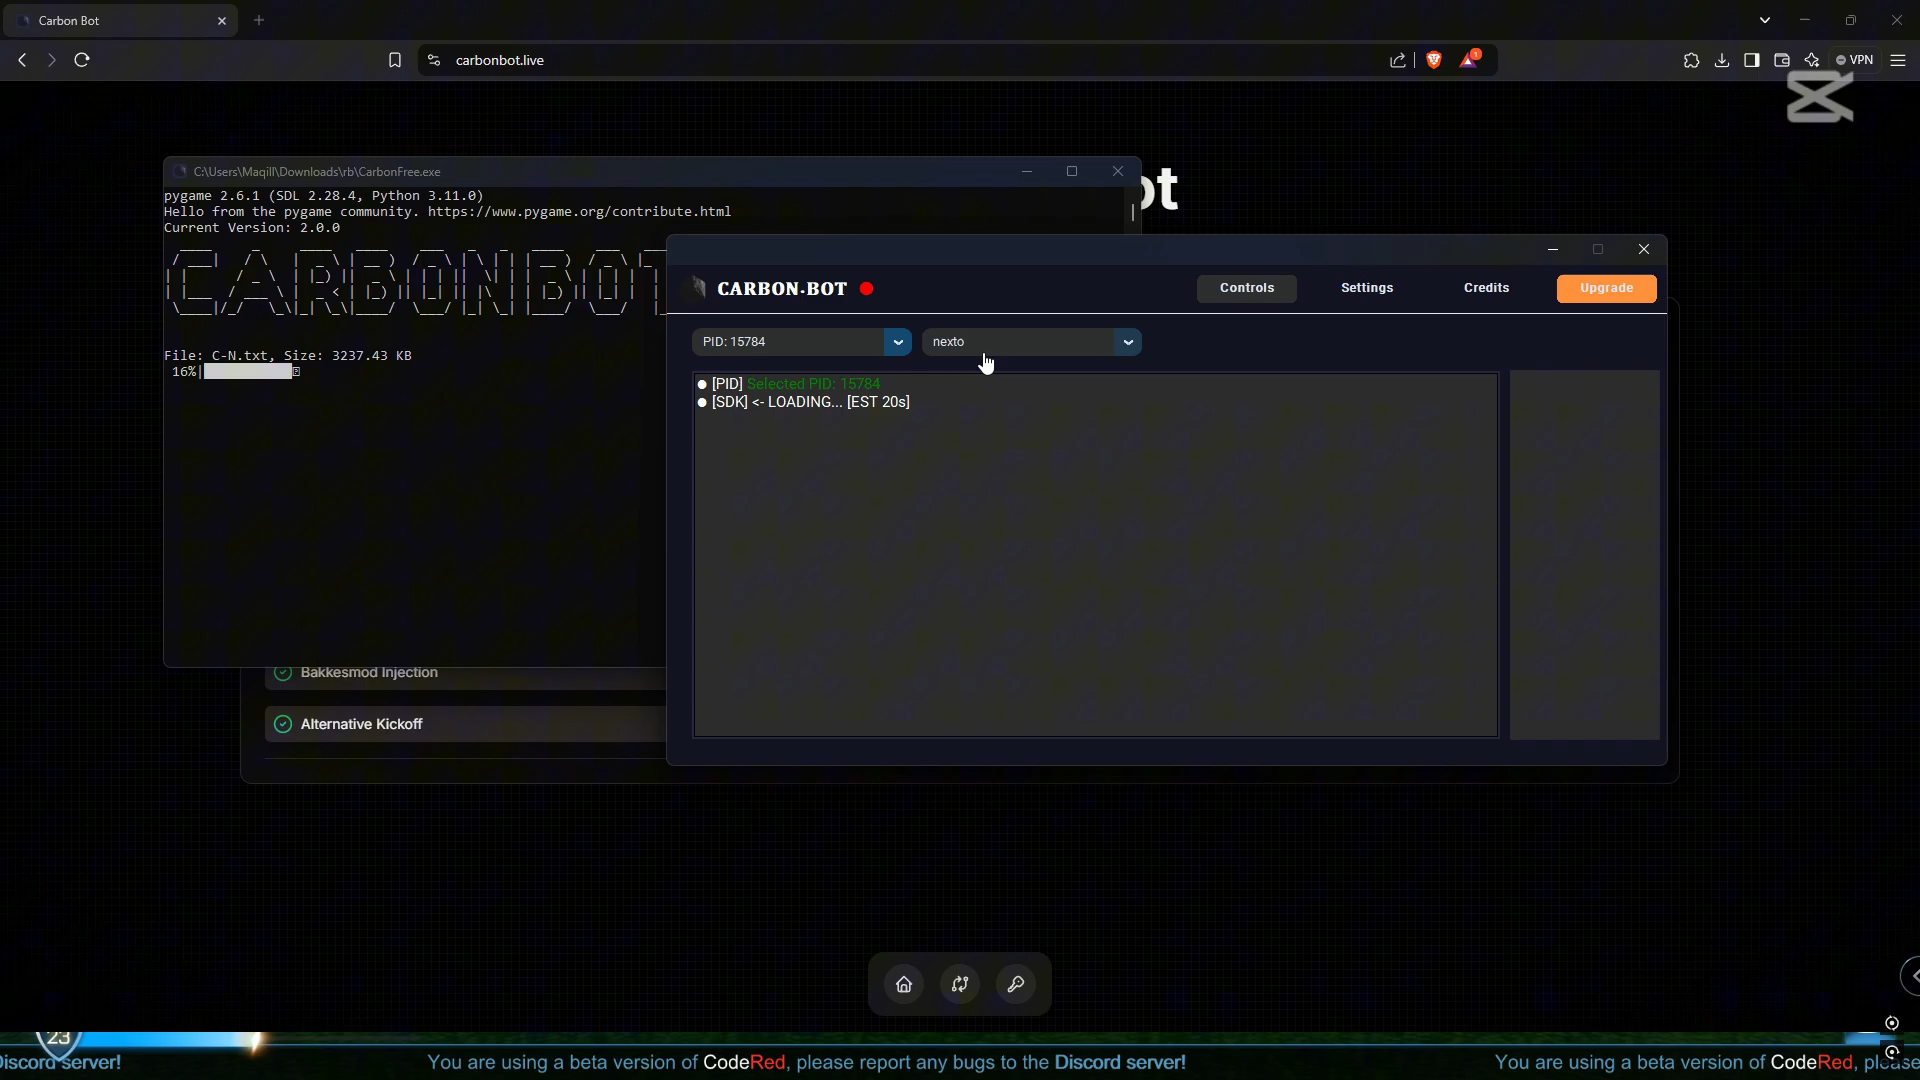 Carbon Bot
carbonbot.live
1
VPN
ot
C:\Users\Maqill\Downloads\rb\CarbonFree.exe
pygame 2.6.1 (SDL 2.28.4, Python 3.11.0)
Hello from the pygame community. https://www.pygame.org/contribute.html
Current Version: 2.0.0
CARBONBOT
File: C-N.txt, Size: 3237.43 KB
16%|
CARBON-BOT
Controls
Settings
Credits
Upgrade
PID: 15784
nexto
[PID] Selected PID: 15784
[SDK] <- LOADING... [EST 20s]
Bakkesmod Injection
Alternative Kickoff
23
iscord server!
You are using a beta version of CodeRed, please report any bugs to the Discord server!
You are using a beta version of CodeRed, please